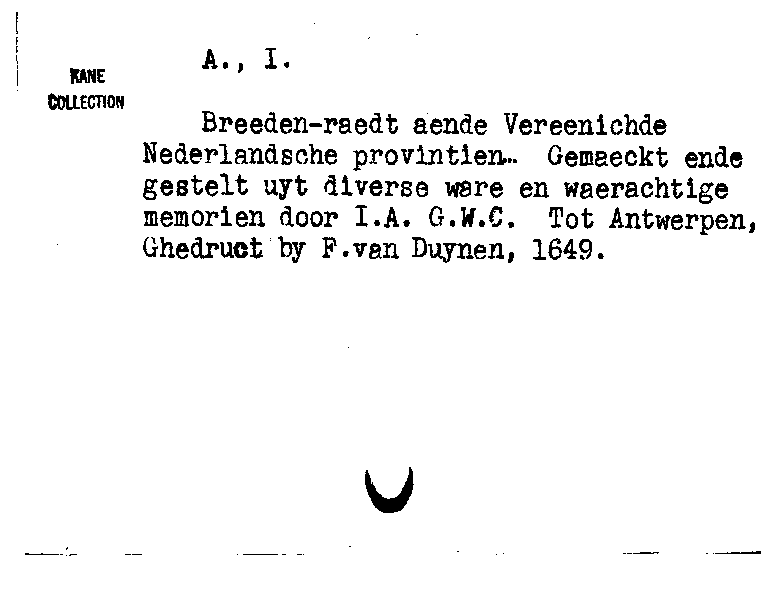 A., I.
KANE
COLLECTION
Breeden-raedt aende Vereenichde
Nederlandsche provintien.. Gemaeckt ende
gestelt uyt diverse ware en waerachtige
memorien door I.A. G.W.C. Tot Antwerpen,
Ghedruct by F.van Duynen, 1649.